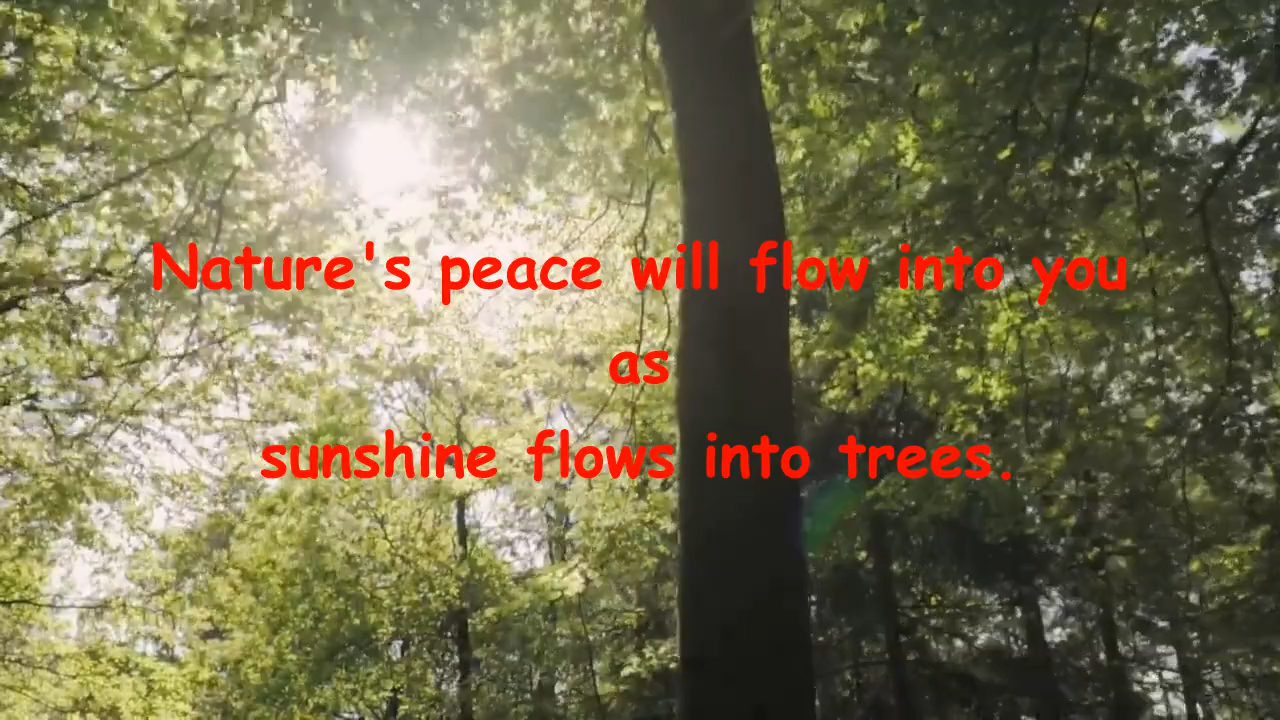 Nature's peace will flow into you
as
sunshine flows into trees.